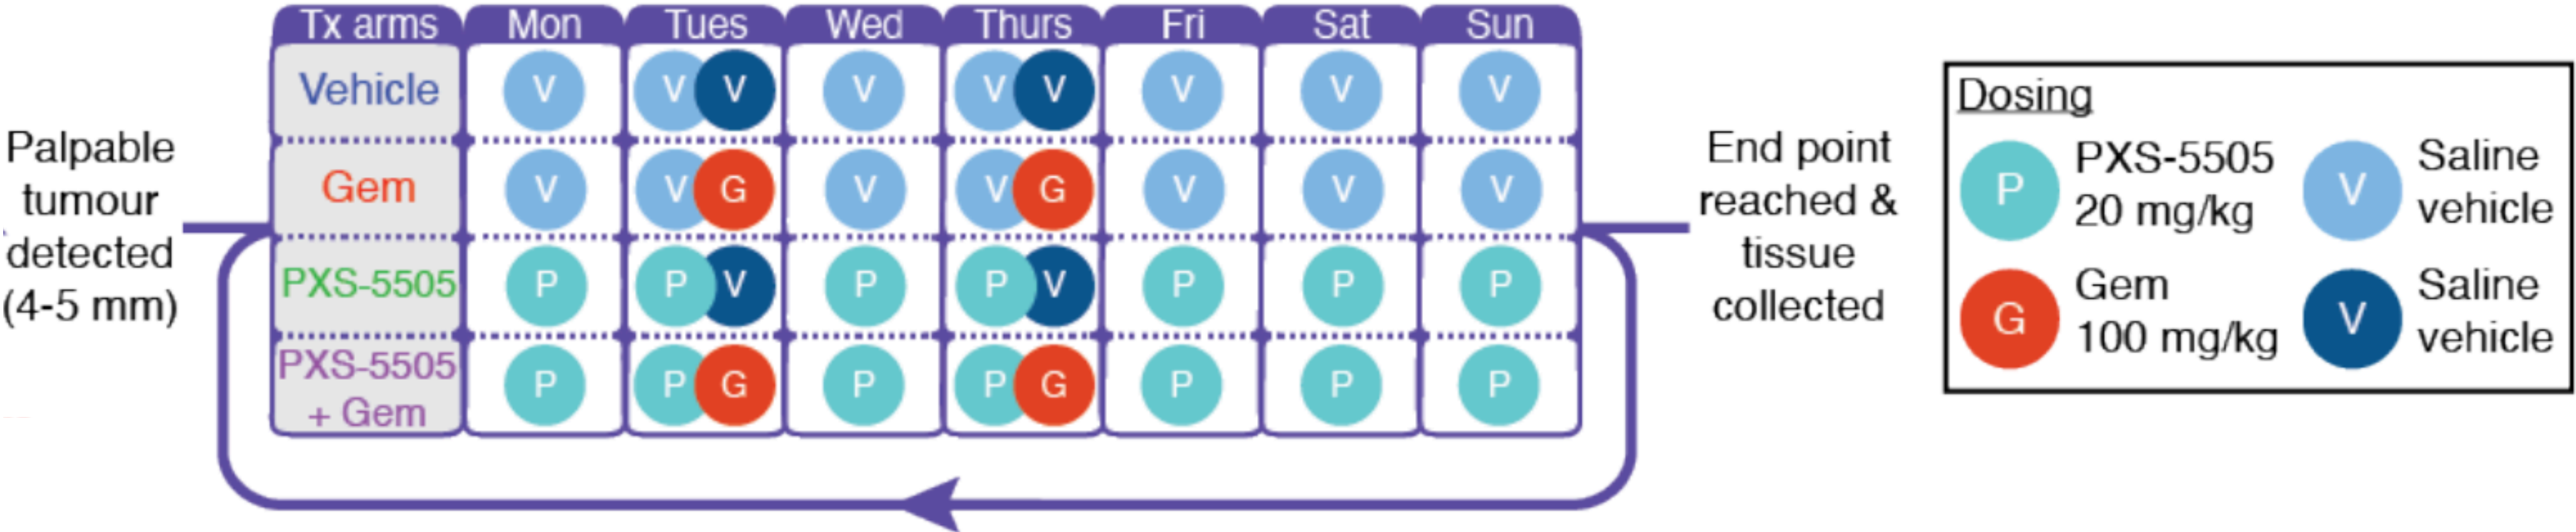 Tx arms Mon Tues Wed Thurs Fri Sat Sun
Vehicle V V V V V V V V V
Gem V V G V V G V V V
PXS-5505 P P V P P V P P P
PXS-5505
+ Gem P P G P P G P P P
Palpable
tumour
detected
(4-5 mm)
End point
reached &
tissue
collected
Dosing
P PXS-5505
20 mg/kg
V Saline
vehicle
G Gem
100 mg/kg
V Saline
vehicle